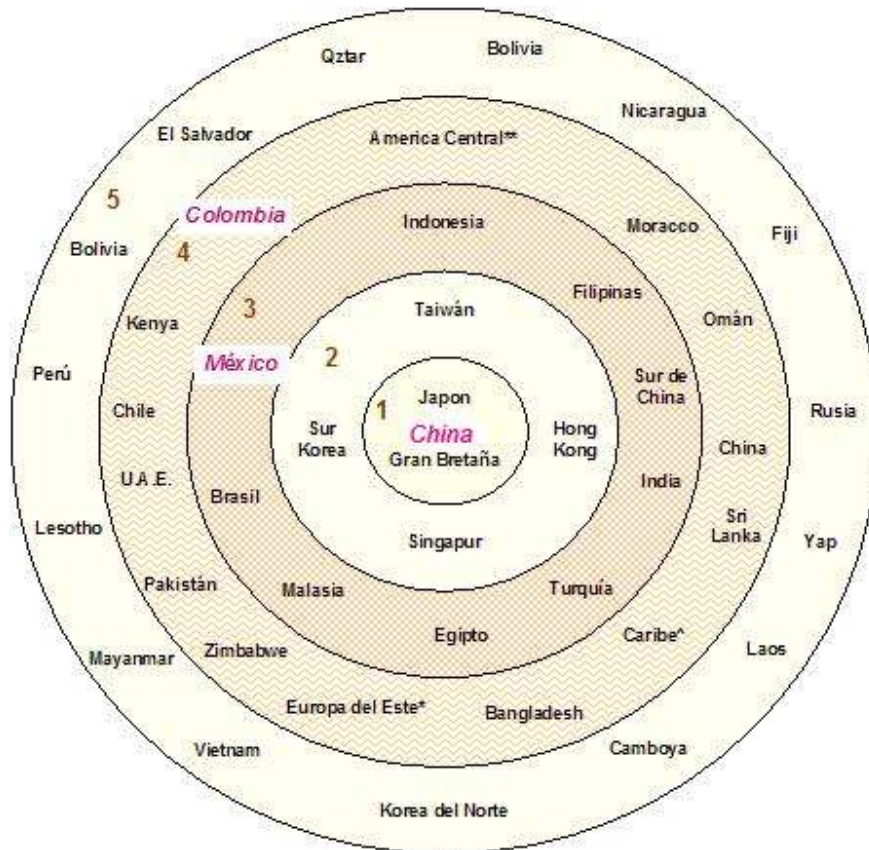 Qztar
Bolivia
Nicaragua
El Salvador
America Central**
5
Colombia
Indonesia
Moracco
Fiji
Bolivia
4
Filipinas
3
Taiwán
Omán
Kenya
México
2
Perú
Japon
Sur de
China
Chile
1
Rusia
Sur
Korea
China
Hong
Kong
China
Gran Bretaña
U.A.E.
India
Brasil
Lesotho
Sri
Lanka
Yap
Singapur
Pakistán
Malasia
Turquía
Egipto
Caribe^
Zimbabwe
Laos
Mayanmar
Europa del Este*
Bangladesh
Vietnam
Camboya
Korea del Norte